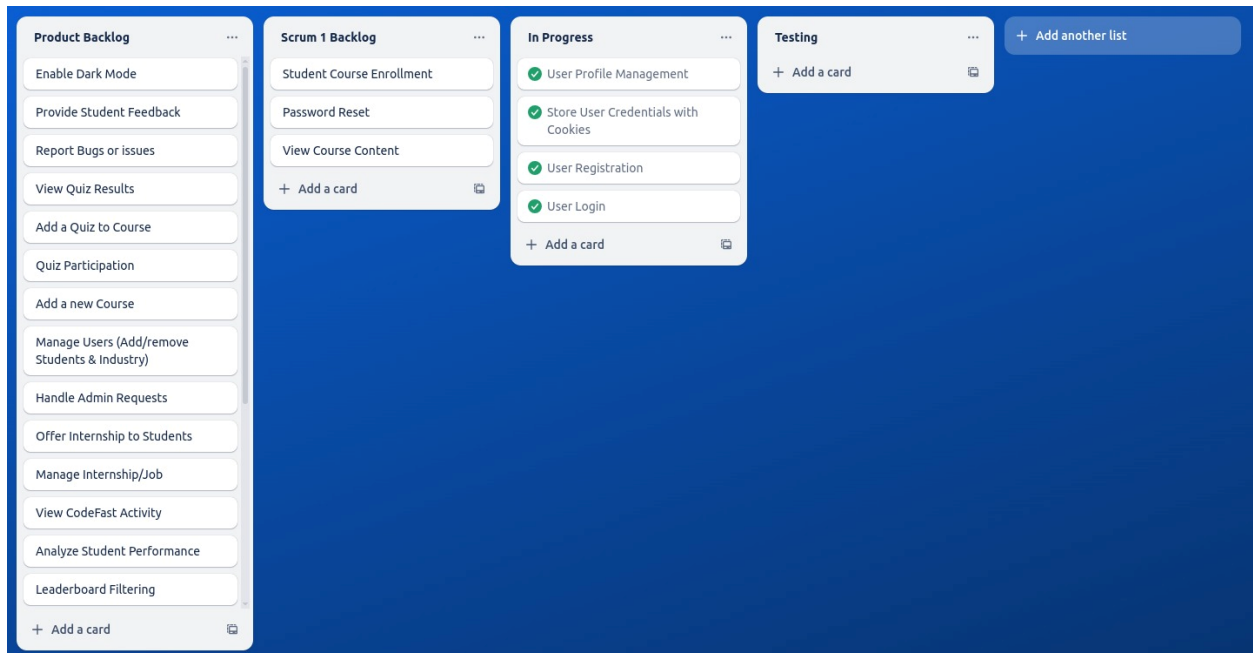 Product Backlog
Enable Dark Mode
Provide Student Feedback
Report Bugs or issues
View Quiz Results
Add a Quiz to Course
Quiz Participation
Add a new Course
Manage Users (Add/remove
Students & Industry)
Handle Admin Requests
Offer Internship to Students
Manage Internship/Job
View CodeFast Activity
Analyze Student Performance
Leaderboard Filtering
+ Add a card
Scrum 1 Backlog
Student Course Enrollment
Password Reset
View Course Content
+ Add a card
In Progress
User Profile Management
Store User Credentials with
Cookies
User Registration
User Login
+ Add a card
Testing
+ Add a card
+ Add another list